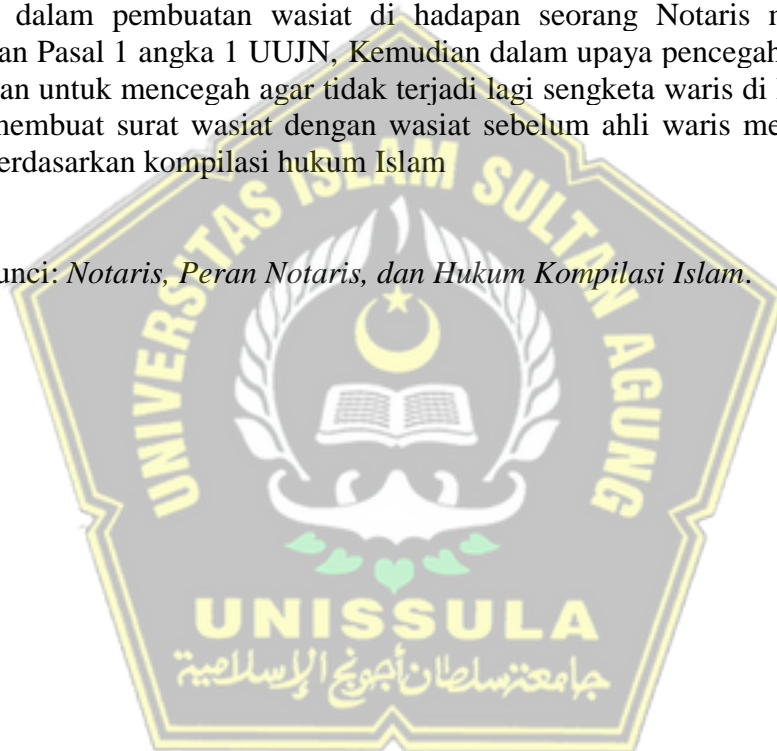 dalam pembuatan wasiat di hadapan seorang Notaris
an Pasal 1 angka 1 UUJN, Kemudian dalam upaya pencegah
an untuk mencegah agar tidak terjadi lagi sengketa waris di
membuat surat wasiat dengan wasiat sebelum ahli waris me
erdasarkan kompilasi hukum Islam
unci: Notaris, Peran Notaris, dan Hukum Kompilasi Islam.
UNIVERSITAS ISLAM SULTAN AGUNG
UNISSULA
جامعتنسلطان أجونج الإسلامية